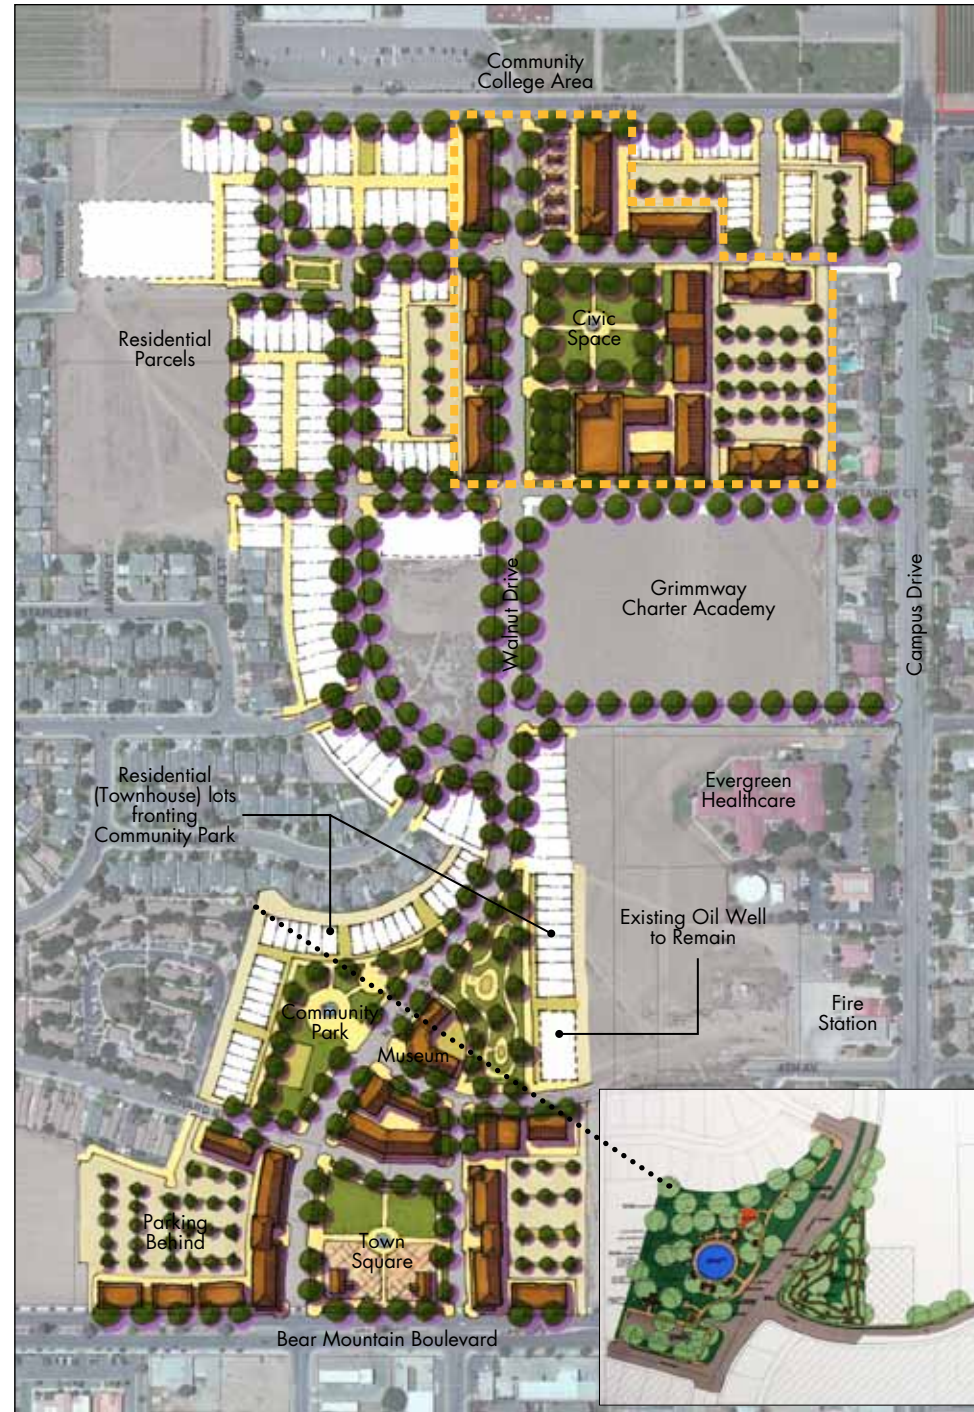 Community
College Area
Civic
Space
Residential
Parcels
Walnut Drive
Grimmway
Charter Academy
Campus Drive
Residential
(Townhouse) lots
fronting
Community Park
Evergreen
Healthcare
Existing Oil Well
to Remain
Community
Park
Museum
Fire
Station
Parking
Behind
Town
Square
Bear Mountain Boulevard